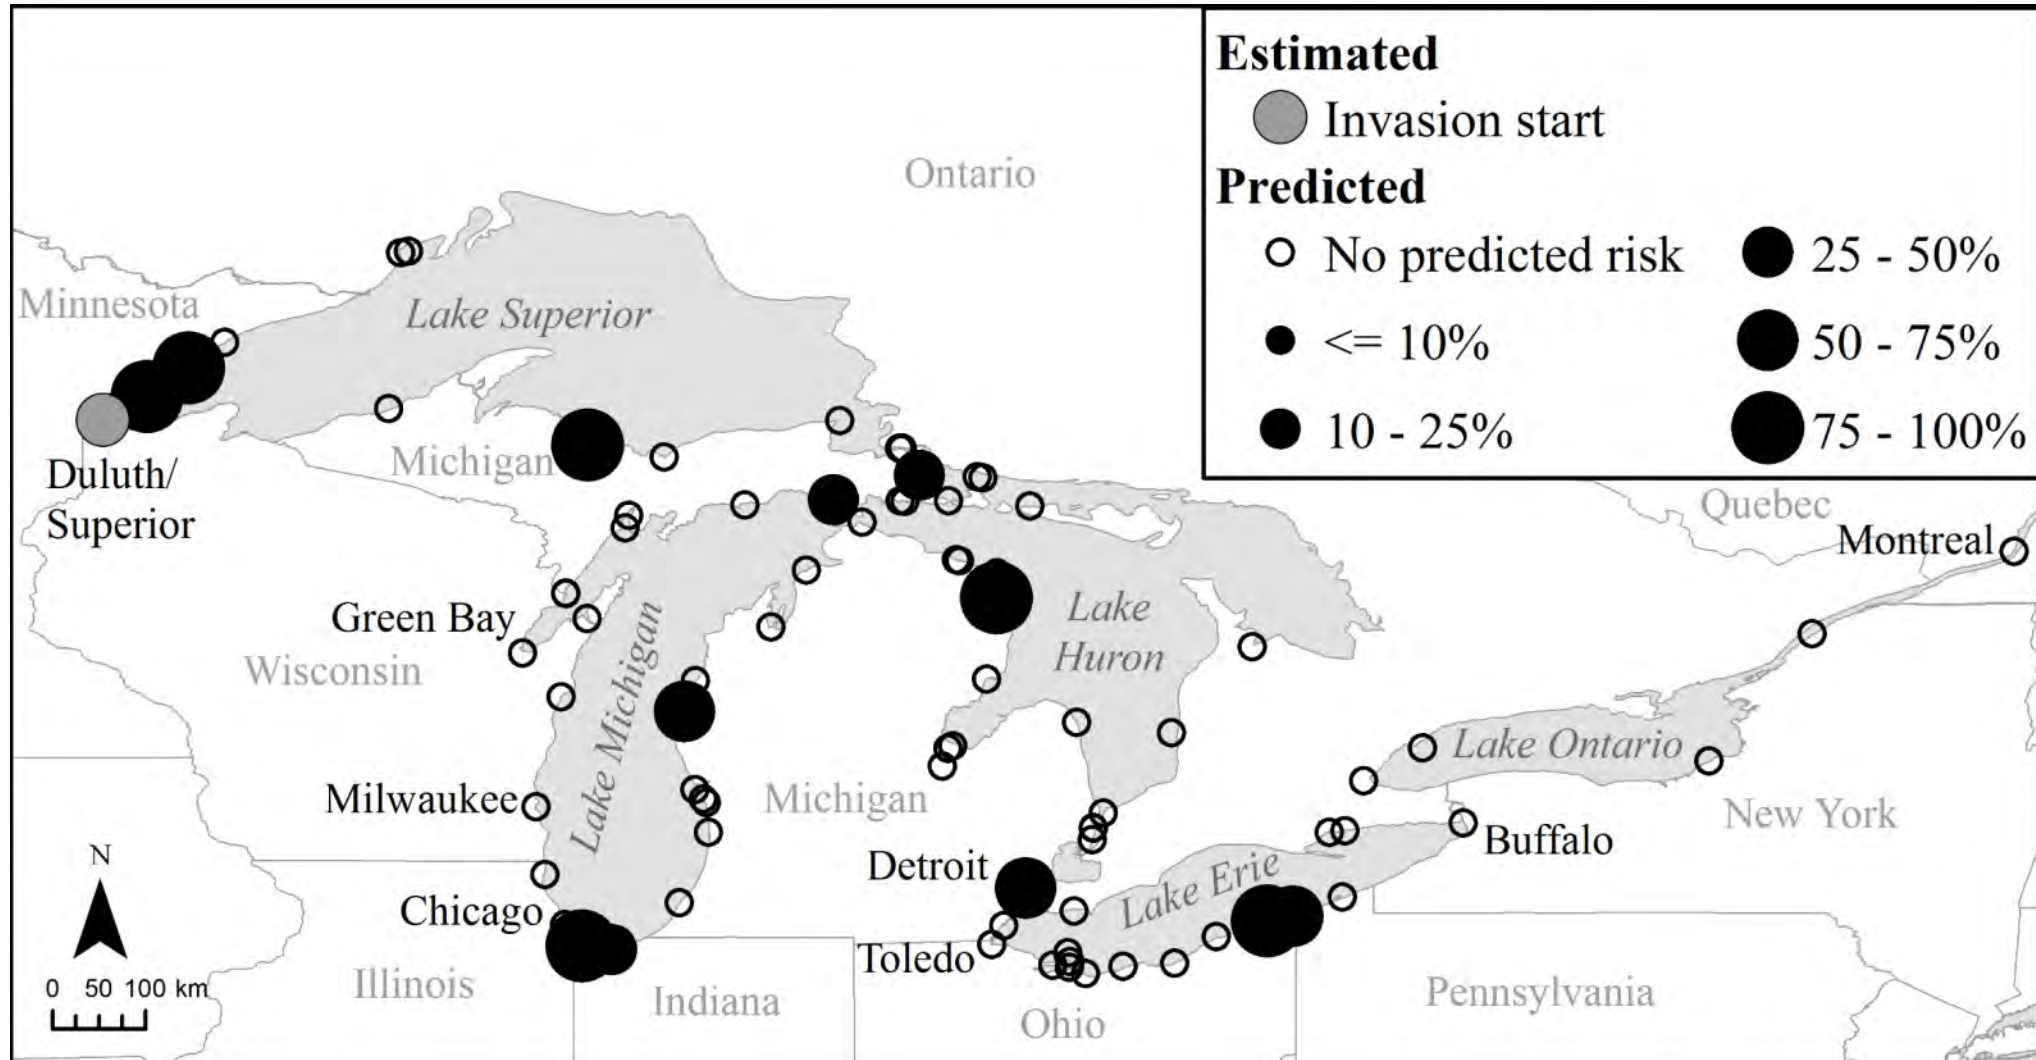 Estimated
Invasion start
Predicted
No predicted risk
<= 10%
10 - 25%
25 - 50%
50 - 75%
75 - 100%
Ontario
Minnesota
Lake Superior
Michigan
Duluth/
Superior
Quebec
Montreal
Green Bay
Wisconsin
Lake Michigan
Lake
Huron
Lake Ontario
Milwaukee
Michigan
New York
Detroit
Buffalo
Lake Erie
Chicago
Toledo
N
0 50 100 km
Illinois
Indiana
Ohio
Pennsylvania